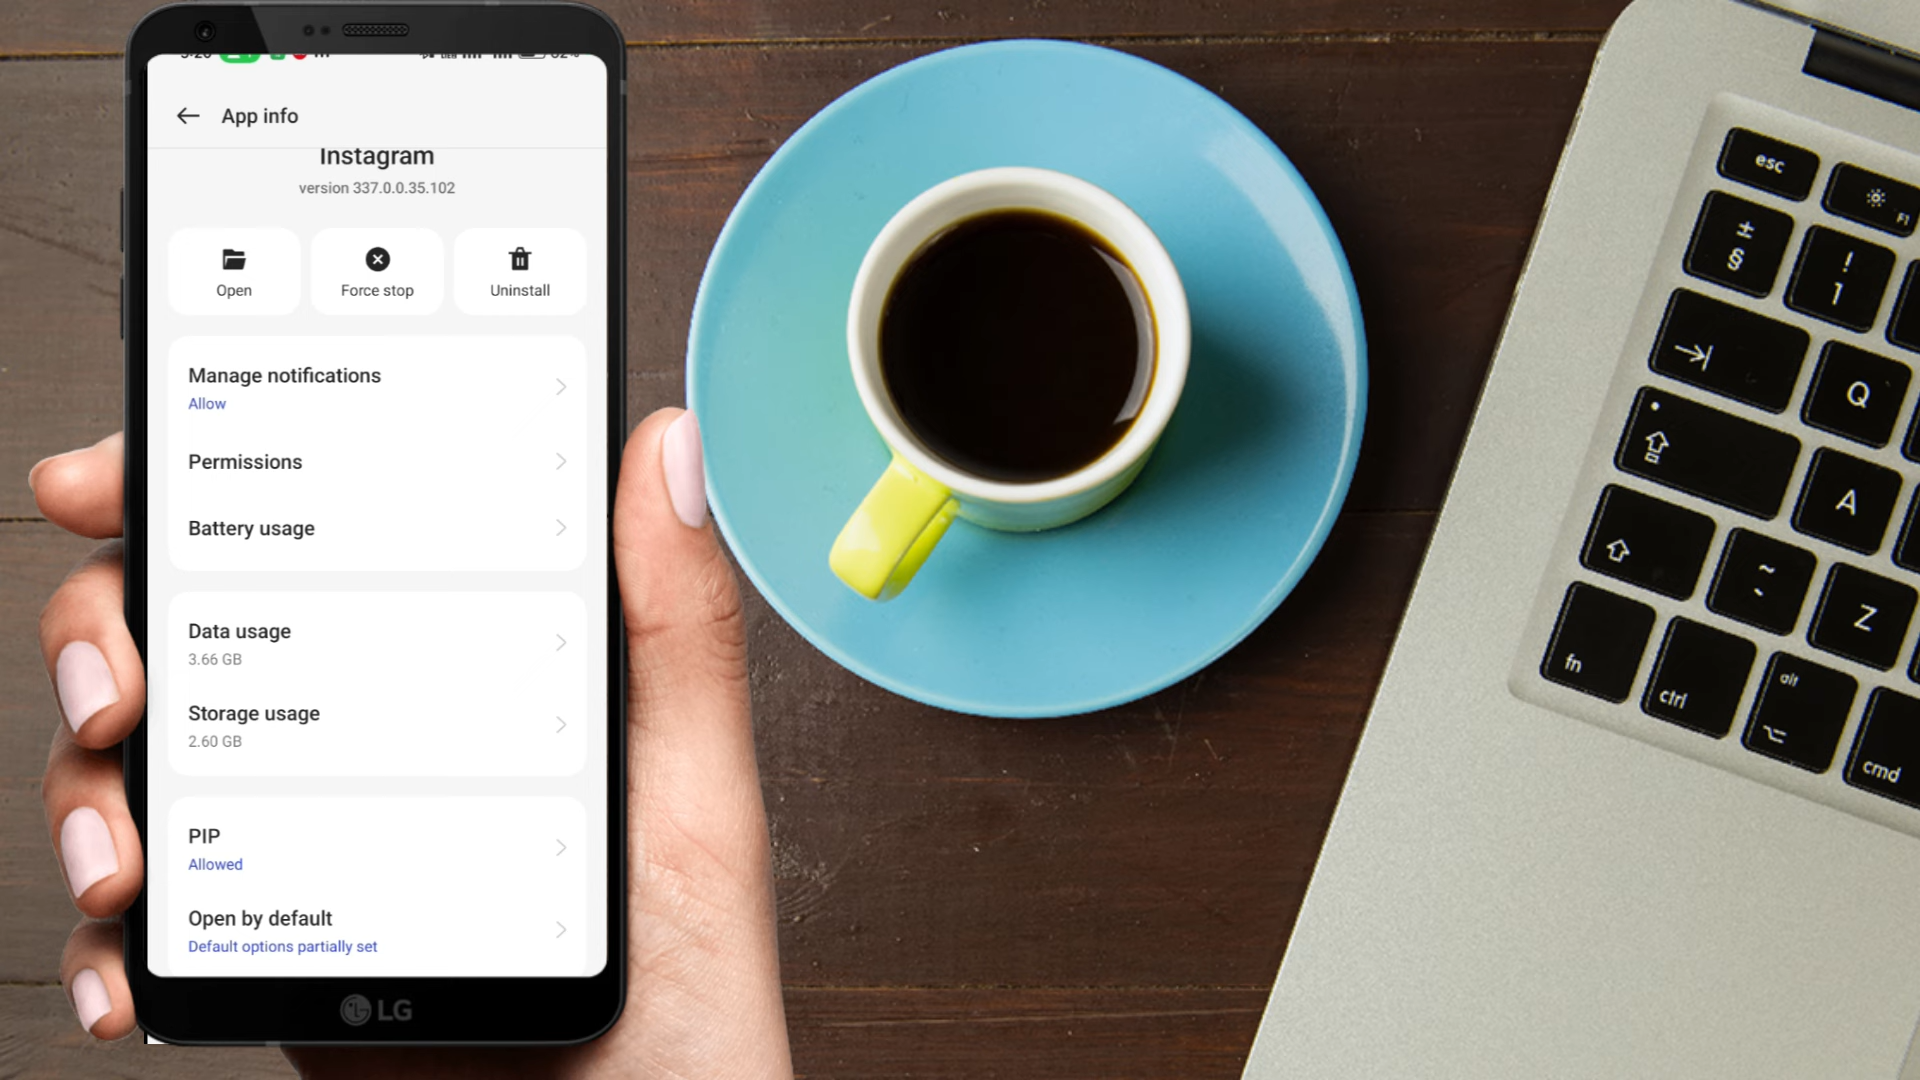 App info
Instagram
version 337.0.0.35.102
Open
Force stop
Uninstall
Manage notifications
Allow
Permissions
Battery usage
Data usage
3.66 GB
Storage usage
2.60 GB
PIP
Allowed
Open by default
Default options partially set
LG
esc
F1
±
§
!
1
Q
A
~
Z
fn
ctrl
alt
cmd